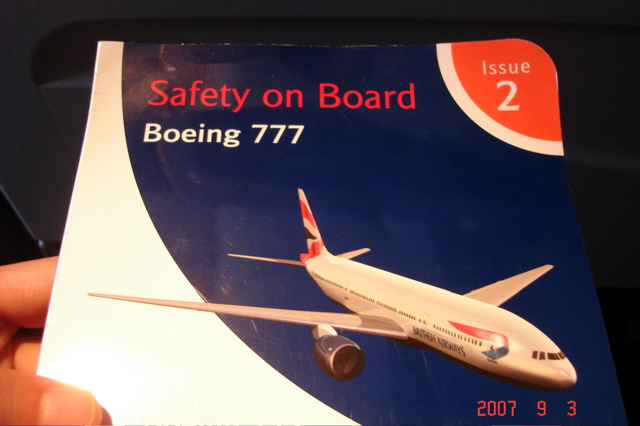 Issue
2
Safety on Board
Boeing 777
BRITISH AIRWAYS
2007 9 3